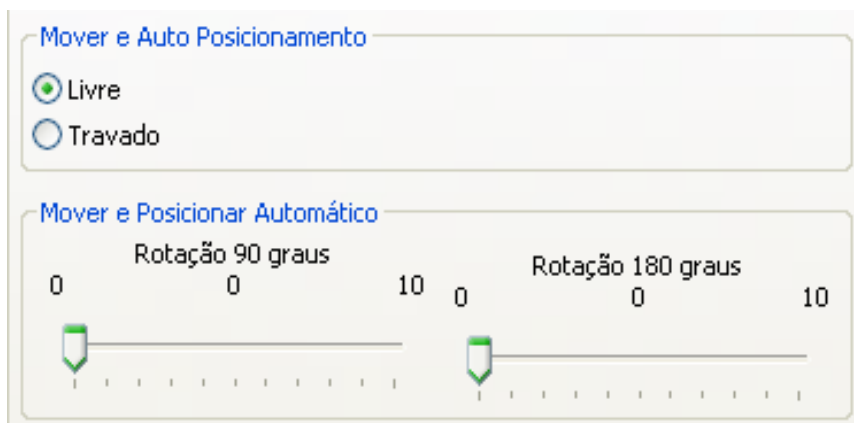 Mover e Auto Posicionamento
Livre
Travado
Mover e Posicionar Automático
Rotação 90 graus
0 0 10
Rotação 180 graus
0 0 10